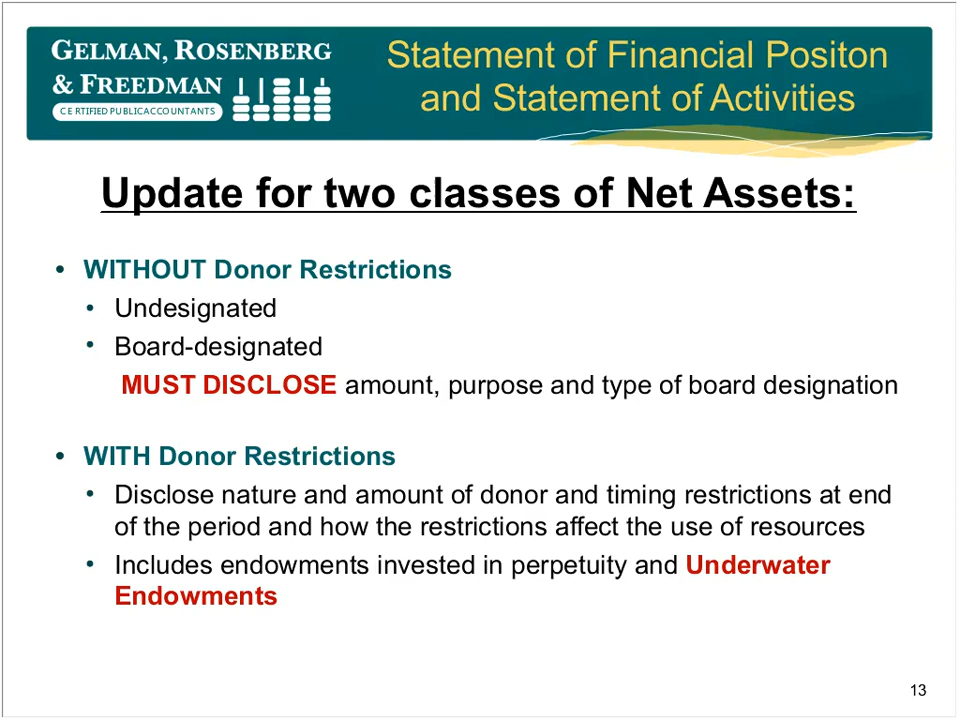 GELMAN, ROSENBERG
& FREEDMAN
CERTIFIED PUBLIC ACCOUNTANTS
Statement of Financial Positon
and Statement of Activities
Update for two classes of Net Assets:
• WITHOUT Donor Restrictions
• Undesignated
• Board-designated
MUST DISCLOSE amount, purpose and type of board designation
• WITH Donor Restrictions
• Disclose nature and amount of donor and timing restrictions at end
of the period and how the restrictions affect the use of resources
• Includes endowments invested in perpetuity and Underwater
Endowments
13